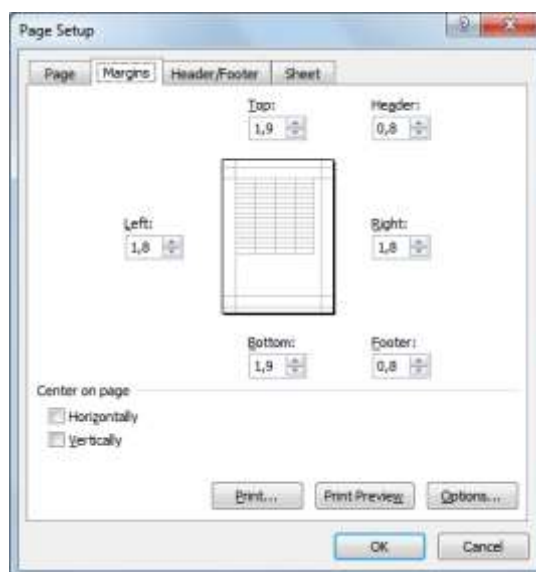 Page Setup
Page Margins Header/Footer Sheet
Top: Header:
1,9 0,8
Left: Right:
1,8 1,8
Bottom: Footer:
1,9 0,8
Center on page
Horizontally
Vertically
Print... Print Preview Options...
OK Cancel